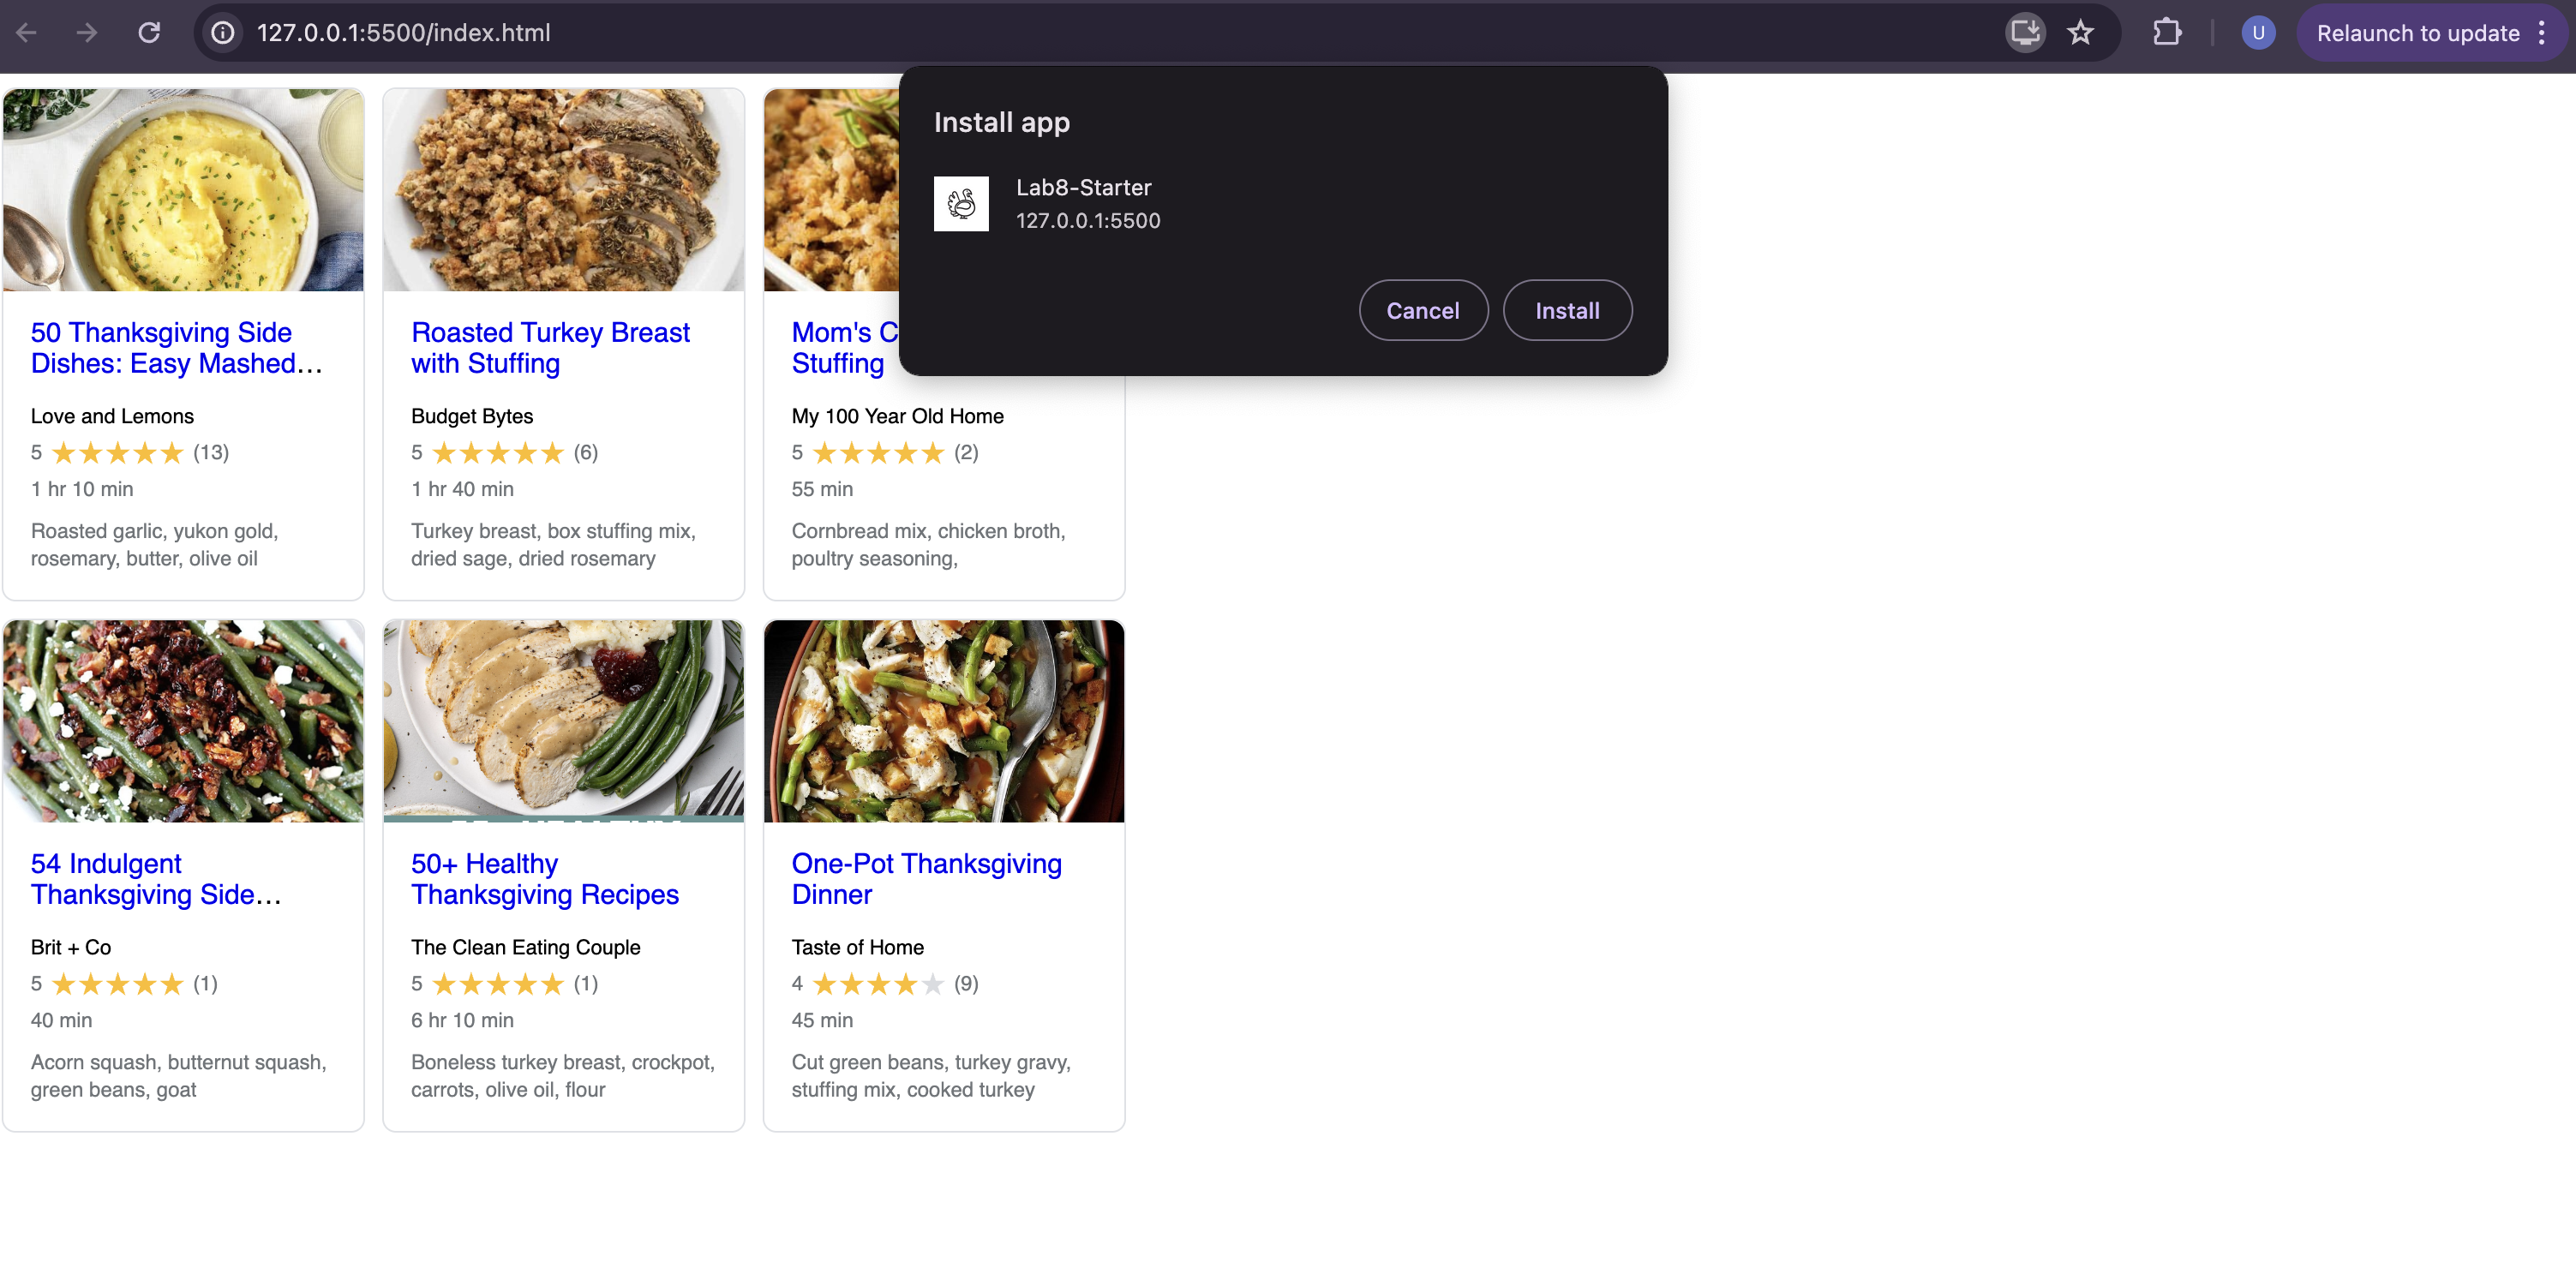 127.0.0.1:5500/index.html
U
Relaunch to update
Install app
Lab8-Starter
127.0.0.1:5500
Cancel
Install
50 Thanksgiving Side
Dishes: Easy Mashed...
Love and Lemons
5 (13)
1 hr 10 min
Roasted garlic, yukon gold,
rosemary, butter, olive oil
Roasted Turkey Breast
with Stuffing
Budget Bytes
5 (6)
1 hr 40 min
Turkey breast, box stuffing mix,
dried sage, dried rosemary
Mom's C
Stuffing
My 100 Year Old Home
5 (2)
55 min
Cornbread mix, chicken broth,
poultry seasoning,
54 Indulgent
Thanksgiving Side...
Brit + Co
5 (1)
40 min
Acorn squash, butternut squash,
green beans, goat
50+ Healthy
Thanksgiving Recipes
The Clean Eating Couple
5 (1)
6 hr 10 min
Boneless turkey breast, crockpot,
carrots, olive oil, flour
One-Pot Thanksgiving
Dinner
Taste of Home
4 (9)
45 min
Cut green beans, turkey gravy,
stuffing mix, cooked turkey